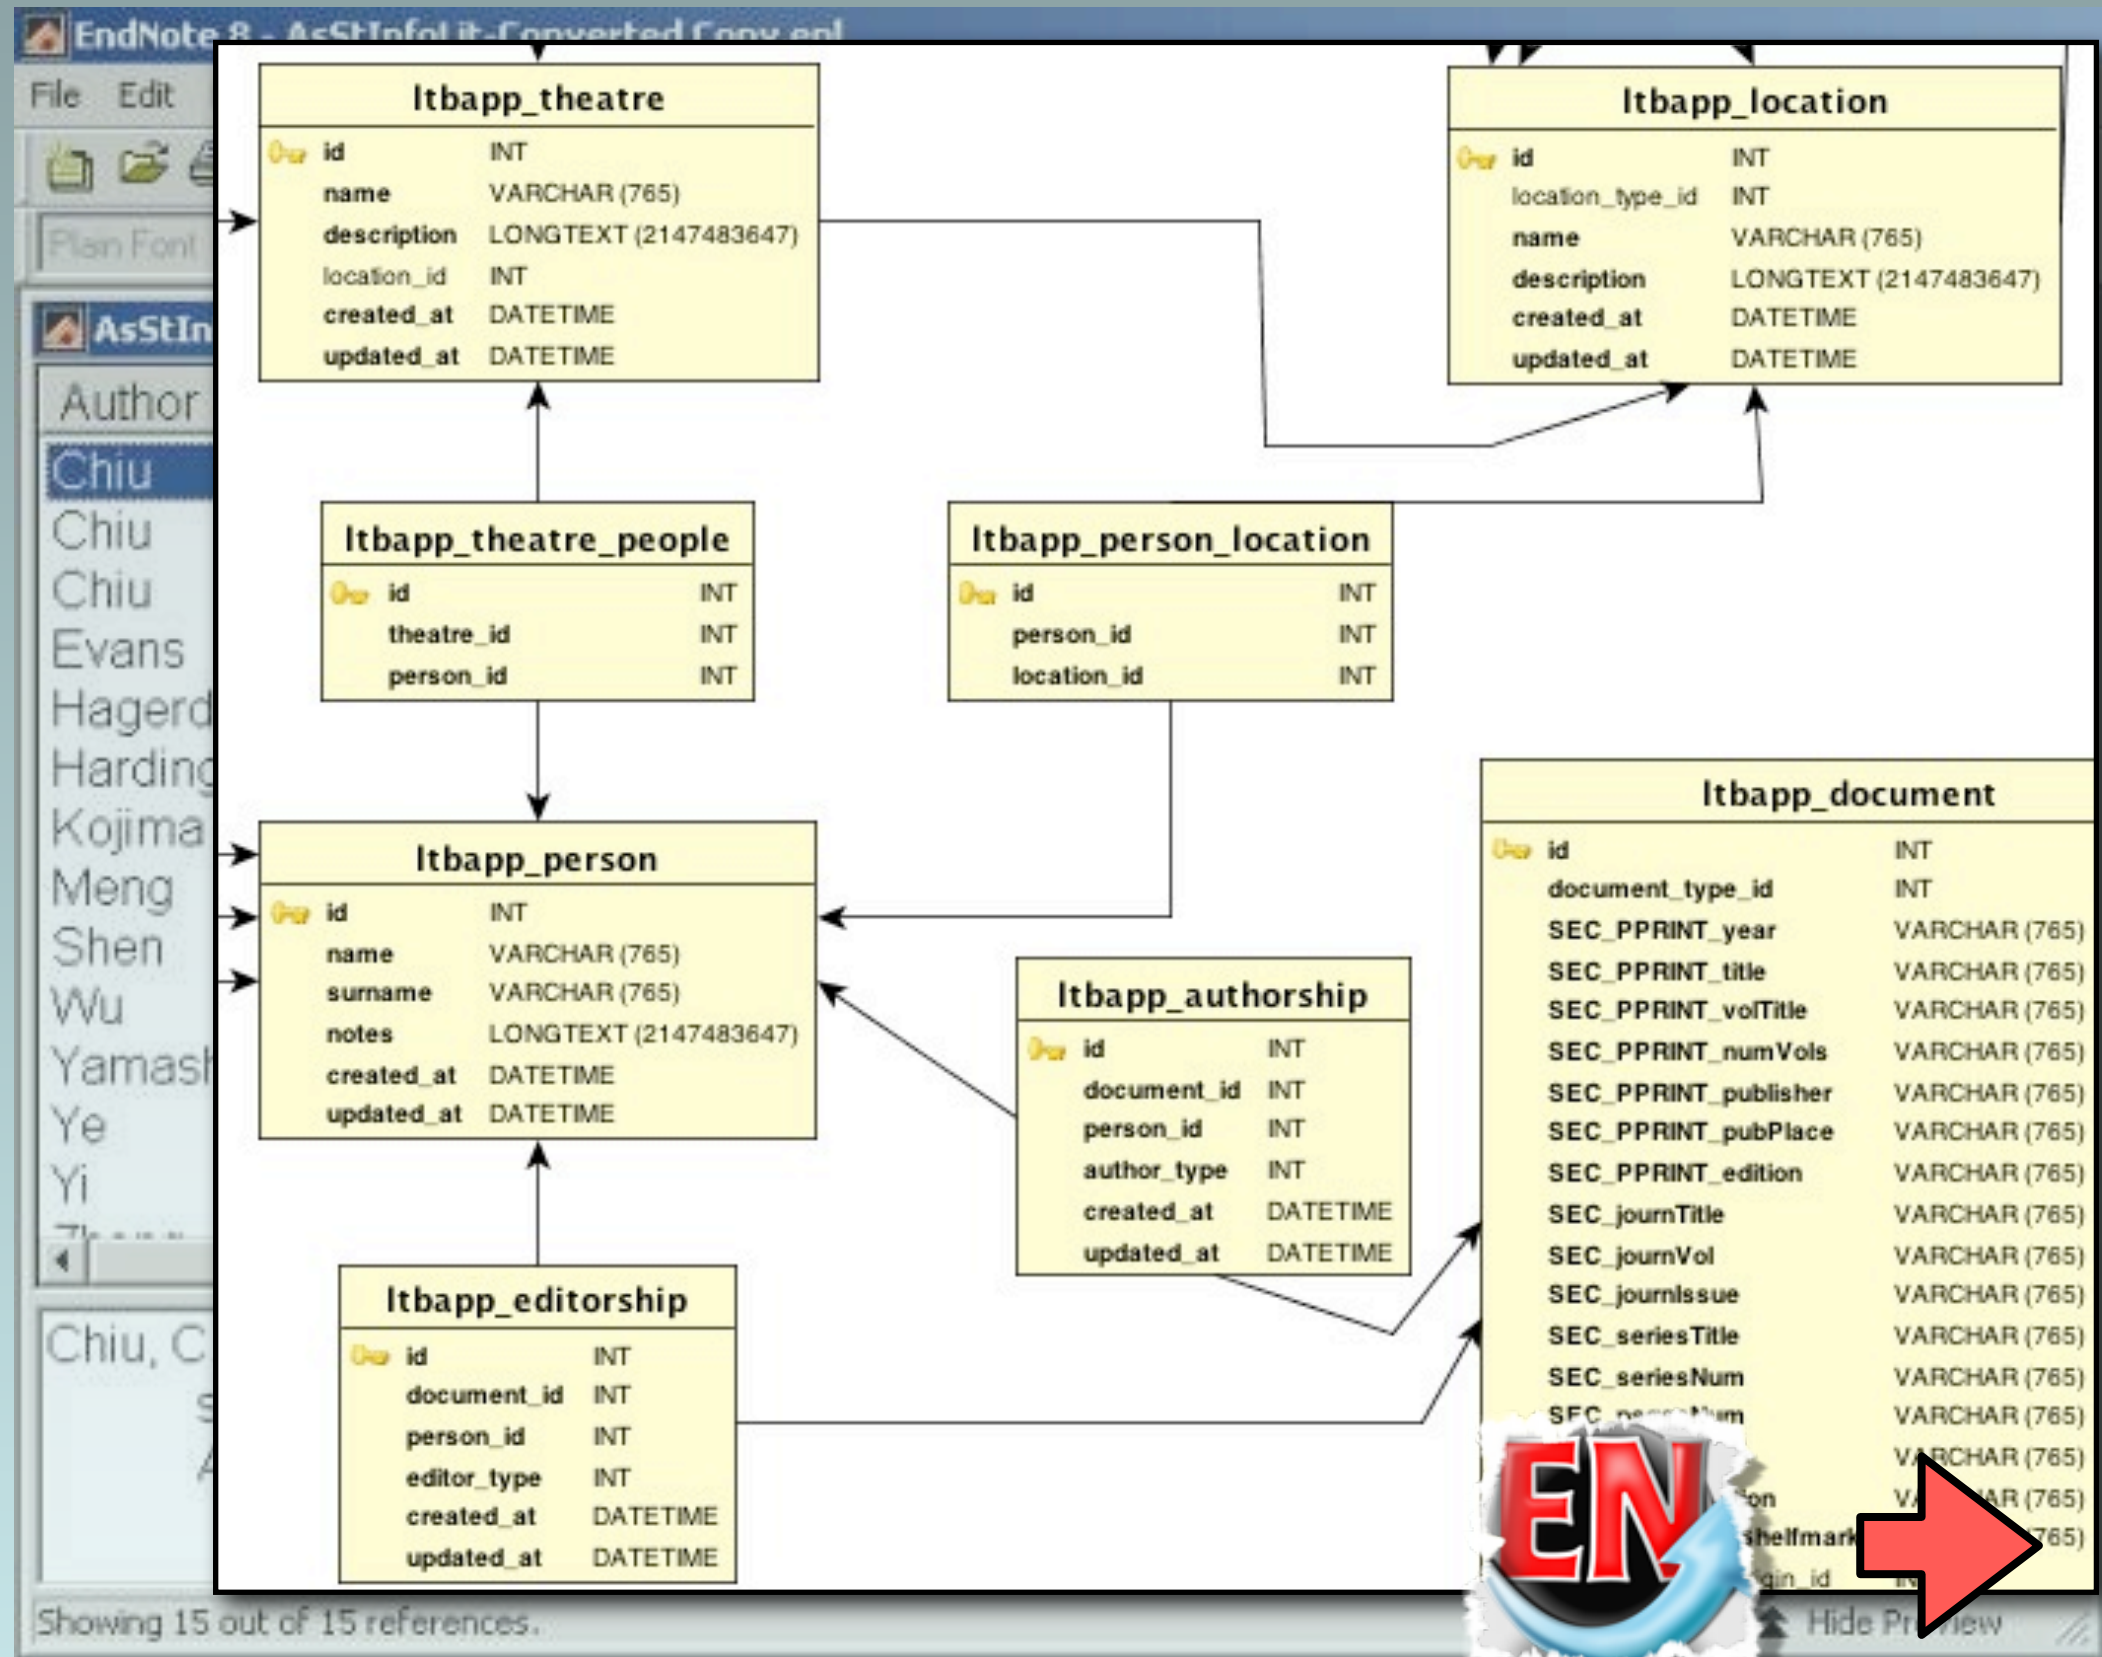 EndNote 8 - AsStInfoLit-Converted Copy.enl
File Edit
Plain Font
AsStIn
Author
Chiu
Chiu
Chiu
Evans
Hagerd
Harding
Kojima
Meng
Shen
Wu
Yamash
Ye
Yi
Chiu, C
S
A
Showing 15 out of 15 references.
Hide Preview
ltbapp_theatre
id INT
name VARCHAR (765)
description LONGTEXT (2147483647)
location_id INT
created_at DATETIME
updated_at DATETIME
ltbapp_location
id INT
location_type_id INT
name VARCHAR (765)
description LONGTEXT (2147483647)
created_at DATETIME
updated_at DATETIME
ltbapp_theatre_people
id INT
theatre_id INT
person_id INT
ltbapp_person_location
id INT
person_id INT
location_id INT
ltbapp_person
id INT
name VARCHAR (765)
surname VARCHAR (765)
notes LONGTEXT (2147483647)
created_at DATETIME
updated_at DATETIME
ltbapp_authorship
id INT
document_id INT
person_id INT
author_type INT
created_at DATETIME
updated_at DATETIME
ltbapp_editorship
id INT
document_id INT
person_id INT
editor_type INT
created_at DATETIME
updated_at DATETIME
ltbapp_document
id INT
document_type_id INT
SEC_PPRINT_year VARCHAR (765)
SEC_PPRINT_title VARCHAR (765)
SEC_PPRINT_volTitle VARCHAR (765)
SEC_PPRINT_numVols VARCHAR (765)
SEC_PPRINT_publisher VARCHAR (765)
SEC_PPRINT_pubPlace VARCHAR (765)
SEC_PPRINT_edition VARCHAR (765)
SEC_journTitle VARCHAR (765)
SEC_journVol VARCHAR (765)
SEC_journIssue VARCHAR (765)
SEC_seriesTitle VARCHAR (765)
SEC_seriesNum VARCHAR (765)
VARCHAR (765)
VARCHAR (765)
ion (765)
shelfmark 765)
gin_id
EN